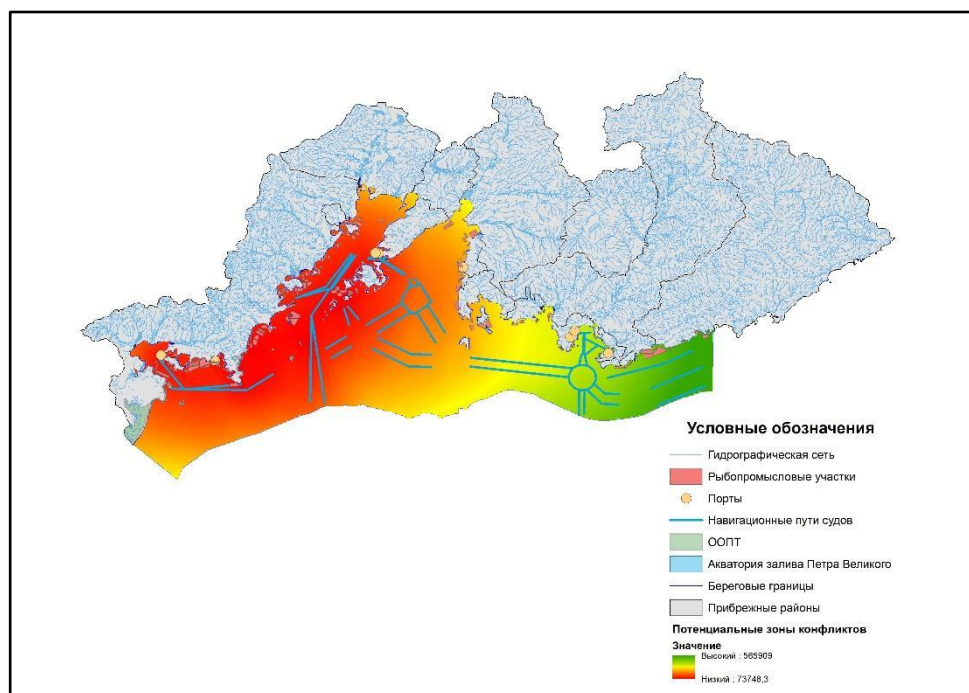 Условные обозначения
Гидрографическая сеть
Рыбопромысловые участки
Порты
Навигационные пути судов
ООПТ
Акватория залива Петра Великого
Береговые границы
Прибрежные районы
Потенциальные зоны конфликтов
Значение
Высокий : 565909
Низкий : 73748,3